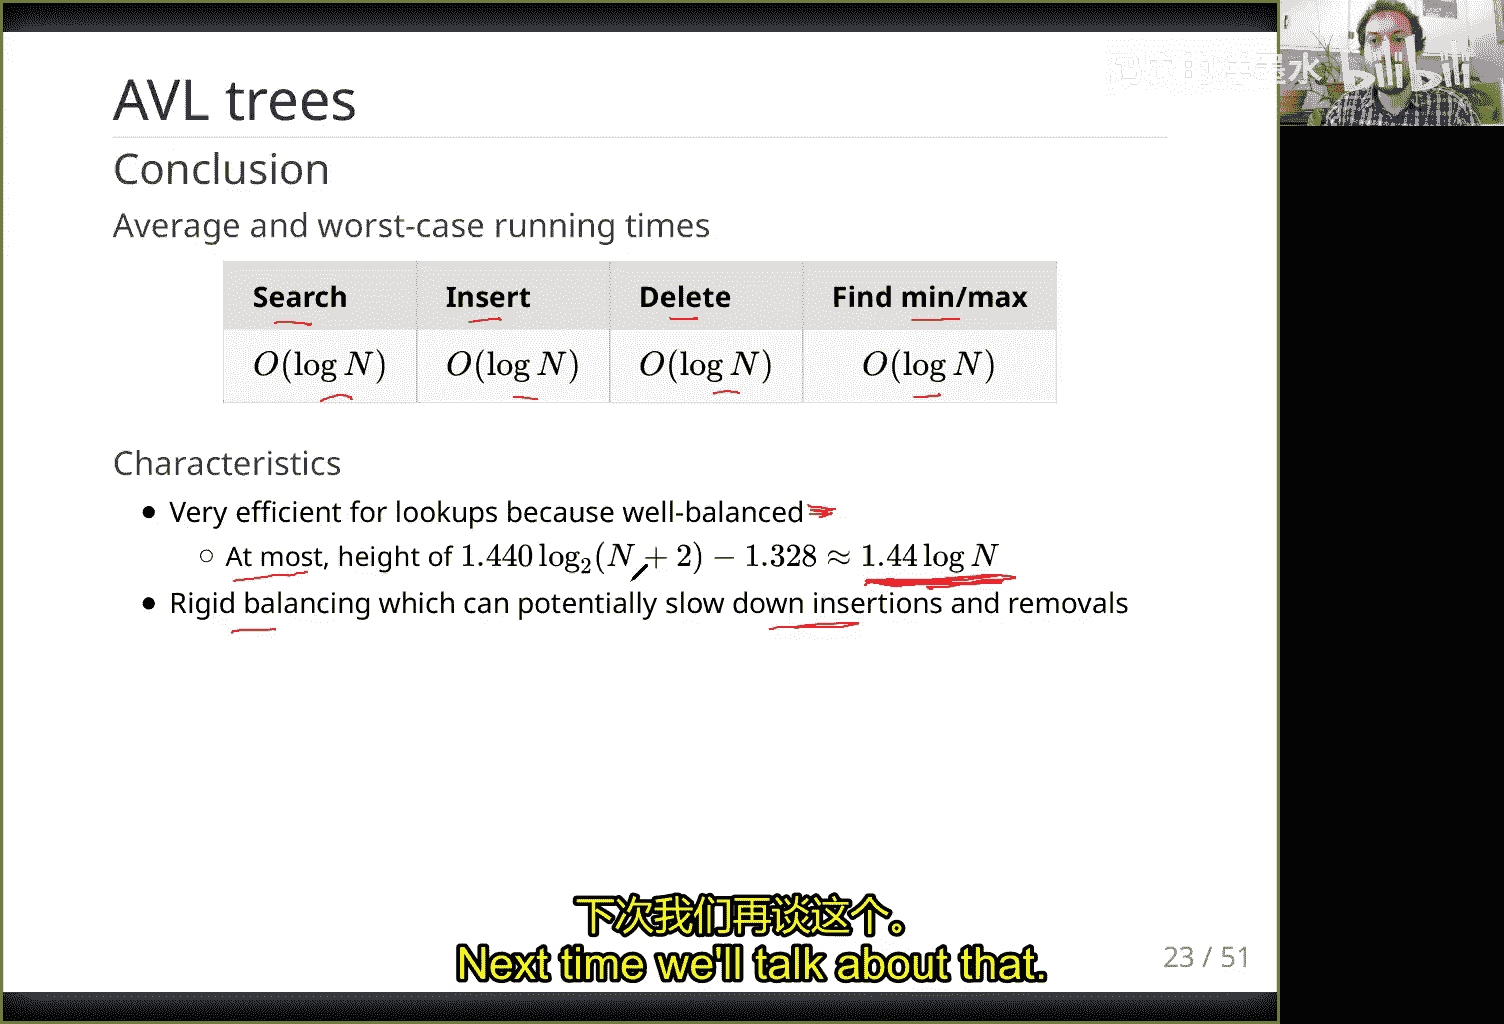 AVL trees
Conclusion
Average and worst-case running times
Search Insert Delete Find min/max
O(log N) O(log N) O(log N) O(log N)
Characteristics
● Very efficient for lookups because well-balanced
○ At most, height of 1.440 log₂(N + 2) − 1.328 ≈ 1.44 log N
● Rigid balancing which can potentially slow down insertions and removals
下次我们再谈这个。
Next time we'll talk about that.
23 / 51
bilibili